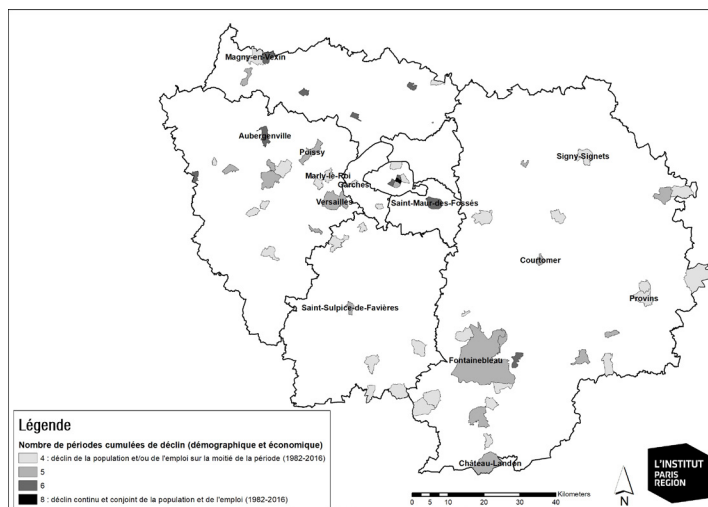 Magny-en-Vexin
Aubergenville
Poissy
Signy-Signets
Marly-le-Roi
Garches
Versailles
Saint-Maur-des-Fossés
Courtomer
Provins
Saint-Sulpice-de-Favières
Fontainebleau
Château-Landon
Légende
Nombre de périodes cumulées de déclin (démographique et économique)
4 : déclin de la population et/ou de l'emploi sur la moitié de la période (1982-2016)
5
6
8 : déclin continu et conjoint de la population et de l'emploi (1982-2016)
Kilometers
0 5 10 20 30 40
N
L'INSTITUT
PARIS
REGION